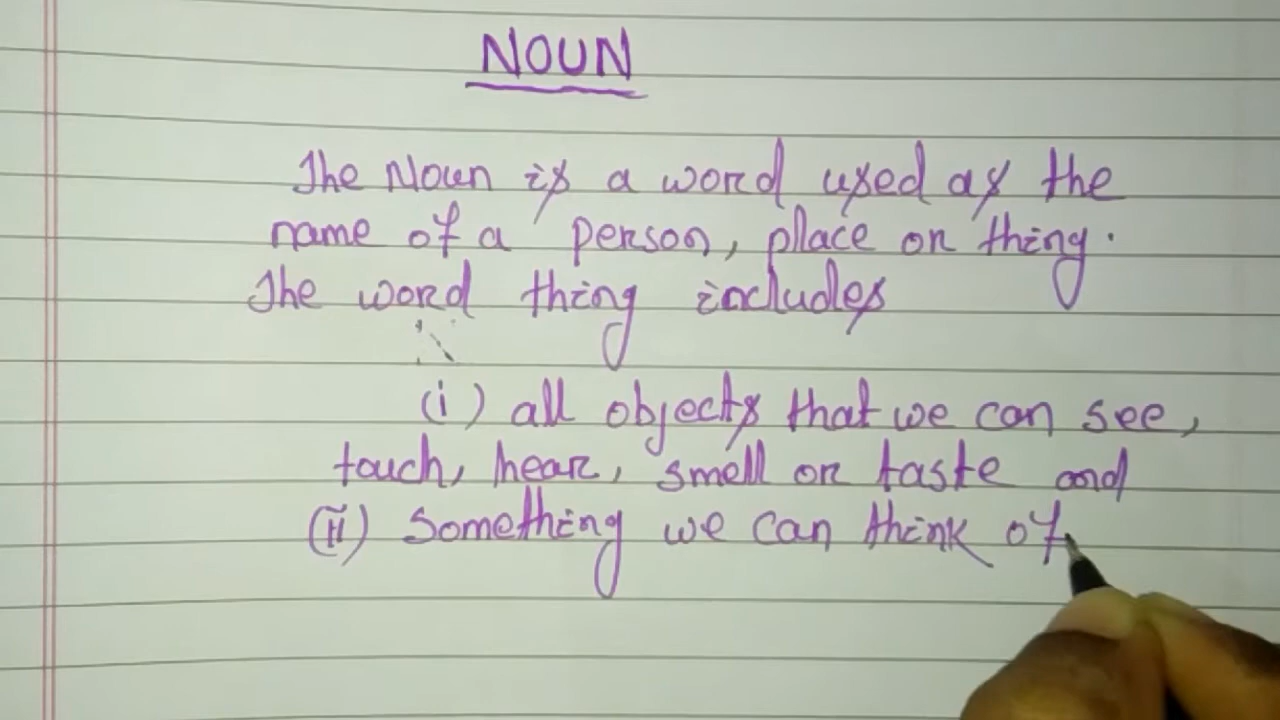 NOUN
The Noun is a word used as the
name of a person, place or thing.
The word thing includes
(i) all objects that we can see,
touch, hear, smell or taste and
(ii) something we can think of